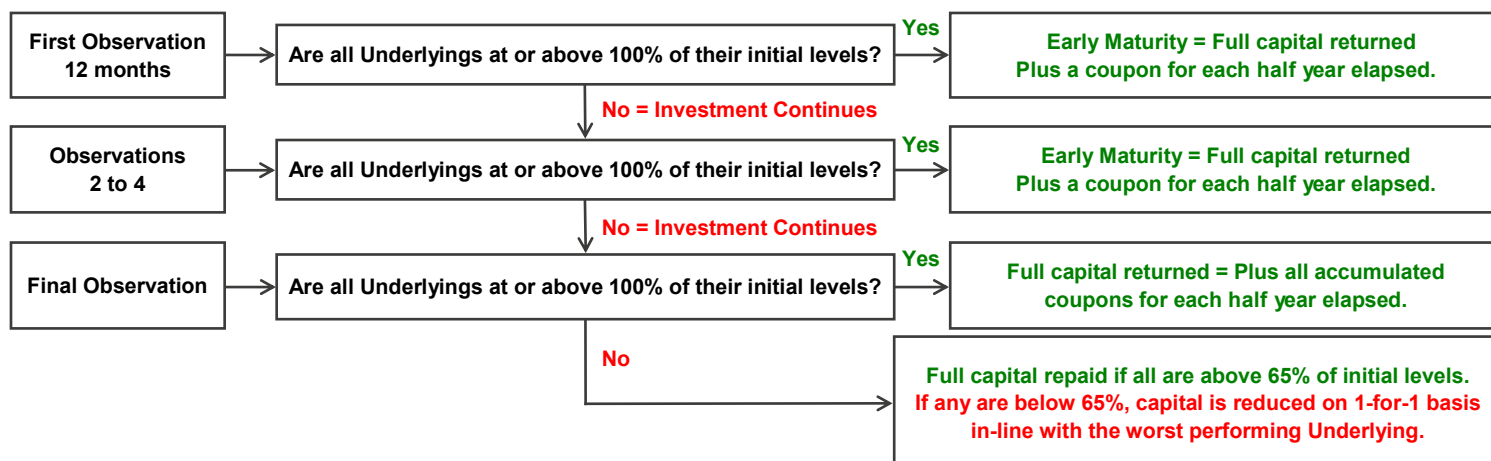 First Observation
12 months
Are all Underlyings at or above 100% of their initial levels?
Yes
Early Maturity = Full capital returned
Plus a coupon for each half year elapsed.
No = Investment Continues
Observations
2 to 4
Are all Underlyings at or above 100% of their initial levels?
Yes
Early Maturity = Full capital returned
Plus a coupon for each half year elapsed.
No = Investment Continues
Final Observation
Are all Underlyings at or above 100% of their initial levels?
Yes
Full capital returned = Plus all accumulated
coupons for each half year elapsed.
No
Full capital repaid if all are above 65% of initial levels.
If any are below 65%, capital is reduced on 1-for-1 basis
in-line with the worst performing Underlying.